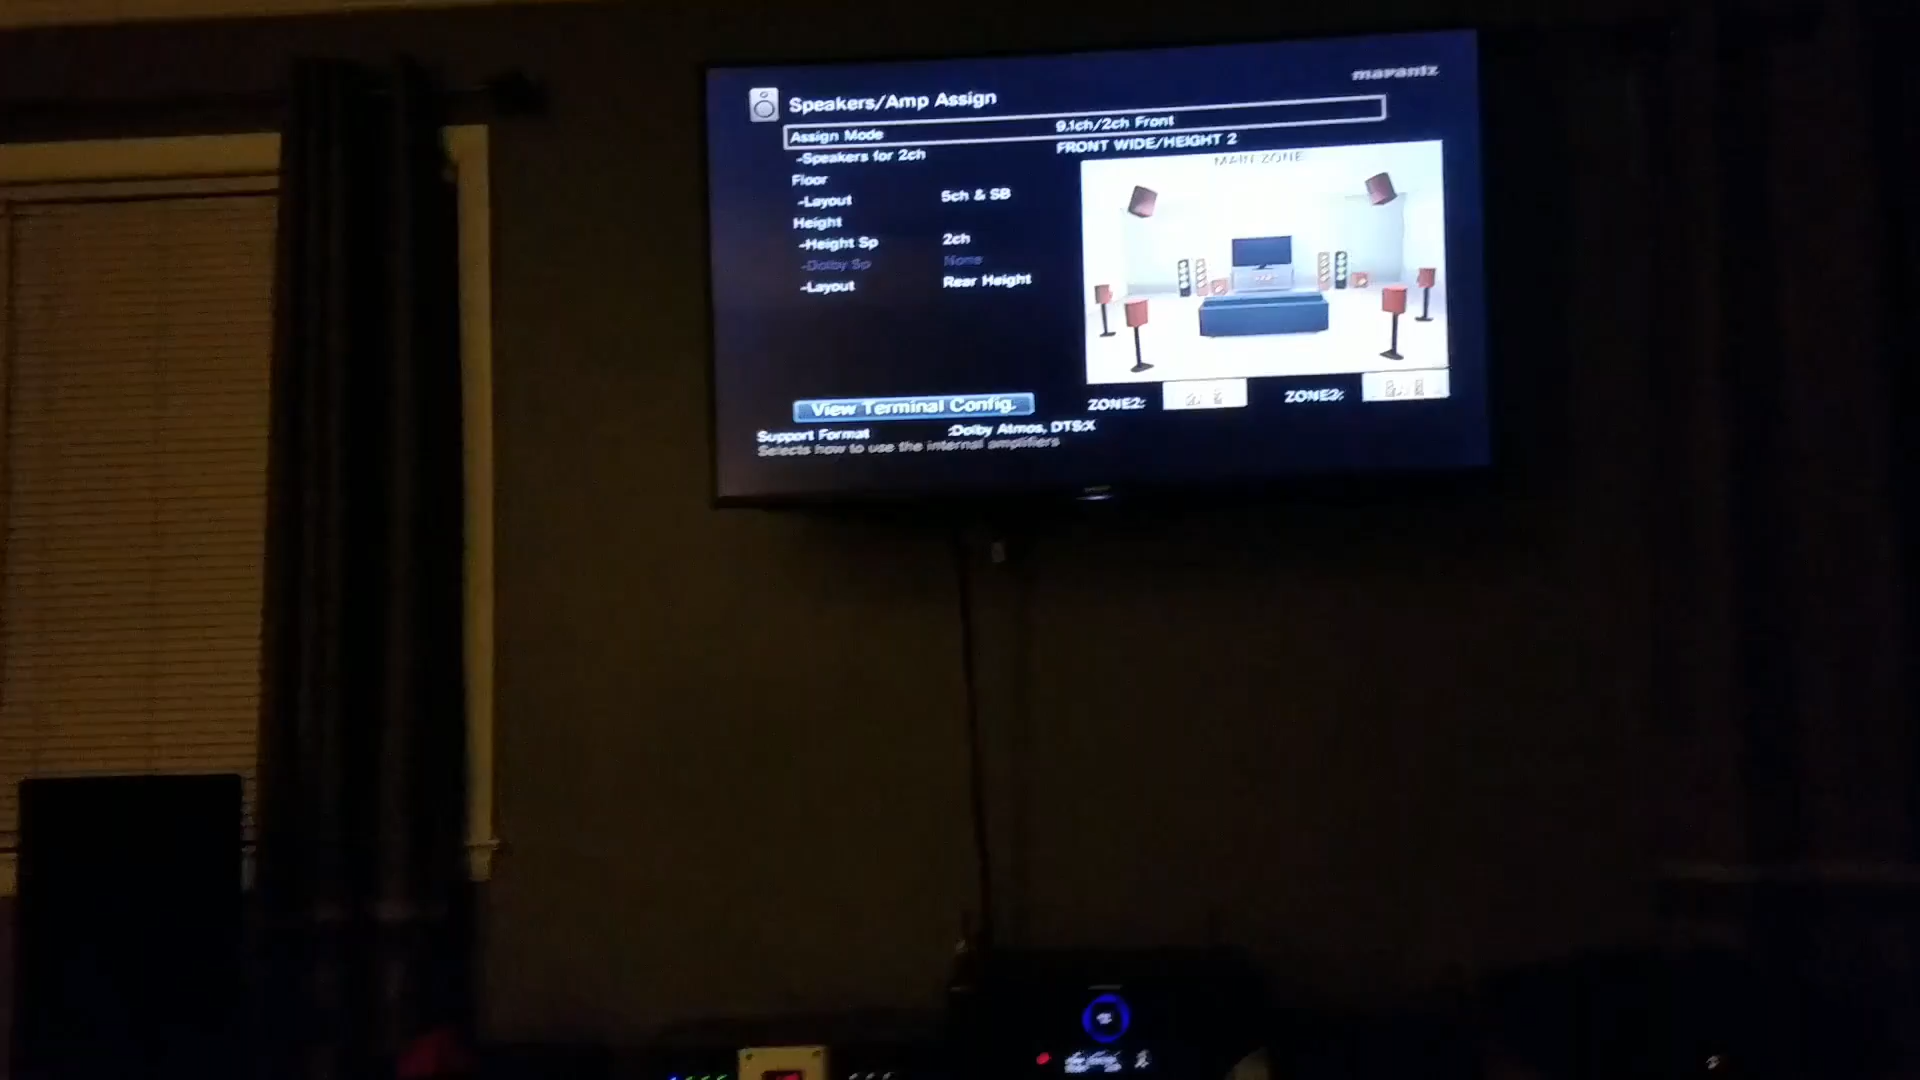 marantz
Speakers/Amp Assign
Assign Mode 9.1ch/2ch Front
-Speakers for 2ch FRONT WIDE/HEIGHT 2
MAIN ZONE
Floor
-Layout 5ch & SB
Height
-Height Sp 2ch
-Dolby Sp None
-Layout Rear Height
View Terminal Config.
ZONE2: ZONE3:
Support Format :Dolby Atmos, DTS:X
Selects how to use the internal amplifiers